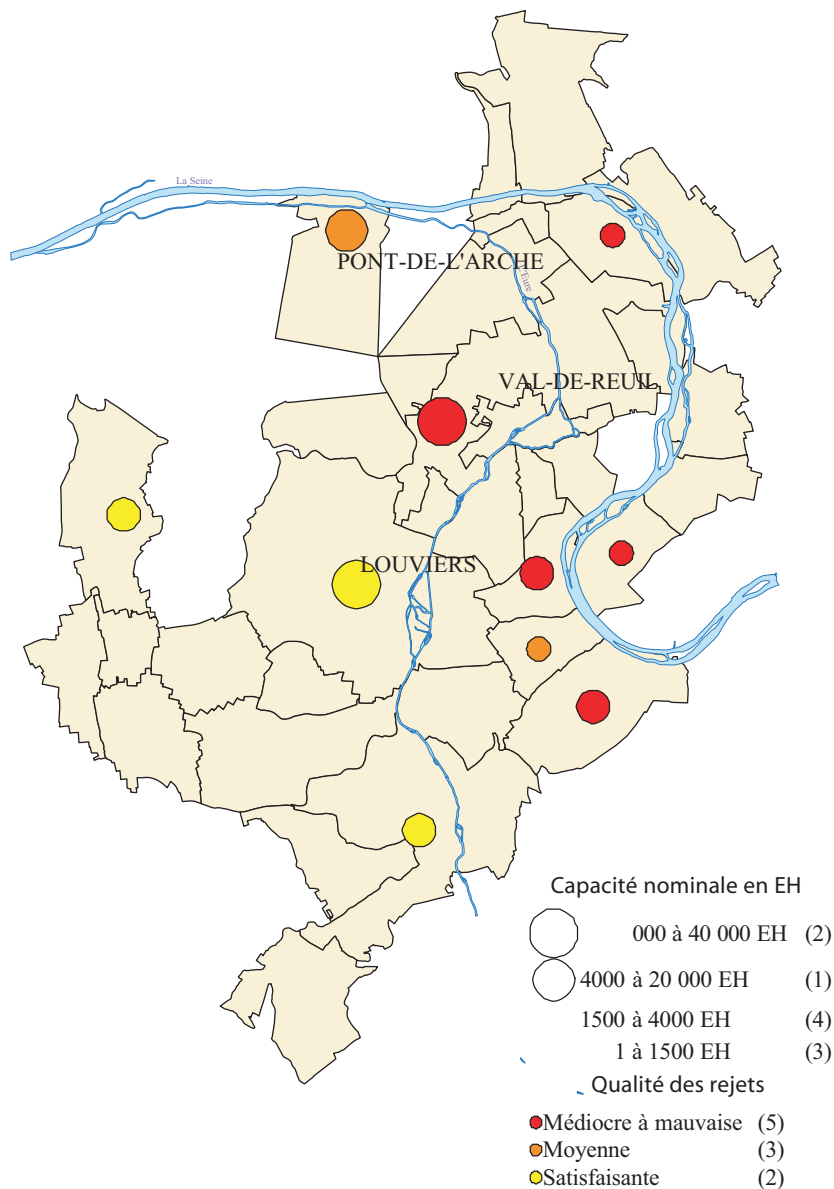 La Seine
PONT-DE-L'ARCHE
L'Eure
VAL-DE-REUIL
LOUVIERS
Capacité nominale en EH
000 à 40 000 EH (2)
4000 à 20 000 EH (1)
1500 à 4000 EH (4)
1 à 1500 EH (3)
Qualité des rejets
Médiocre à mauvaise (5)
Moyenne (3)
Satisfaisante (2)